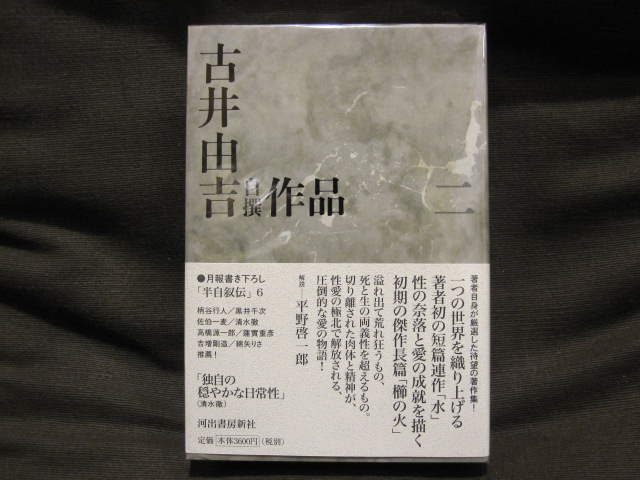 古井由吉
自撰
作品
二
著者自身が厳選した待望の著作集!
一つの世界を織り上げる
著者初の短篇連作「水」
性の奈落と愛の成就を描く
初期の傑作長篇「櫛の火」
溢れ出て荒れ狂うもの、
死と生の両義性を超えるもの。
切り離された肉体と精神が、
性愛の極北で解放される、
圧倒的な愛の物語!
解説──平野啓一郎
●月報書き下ろし
「半自叙伝」6
柄谷行人/黒井千次
佐伯一麦/清水徹
高橋源一郎/蓮實重彦
吉増剛造/綿矢りさ
推薦!
「独自の
穏やかな日常性」
(清水徹)
河出書房新社
定価 本体3600円(税別)